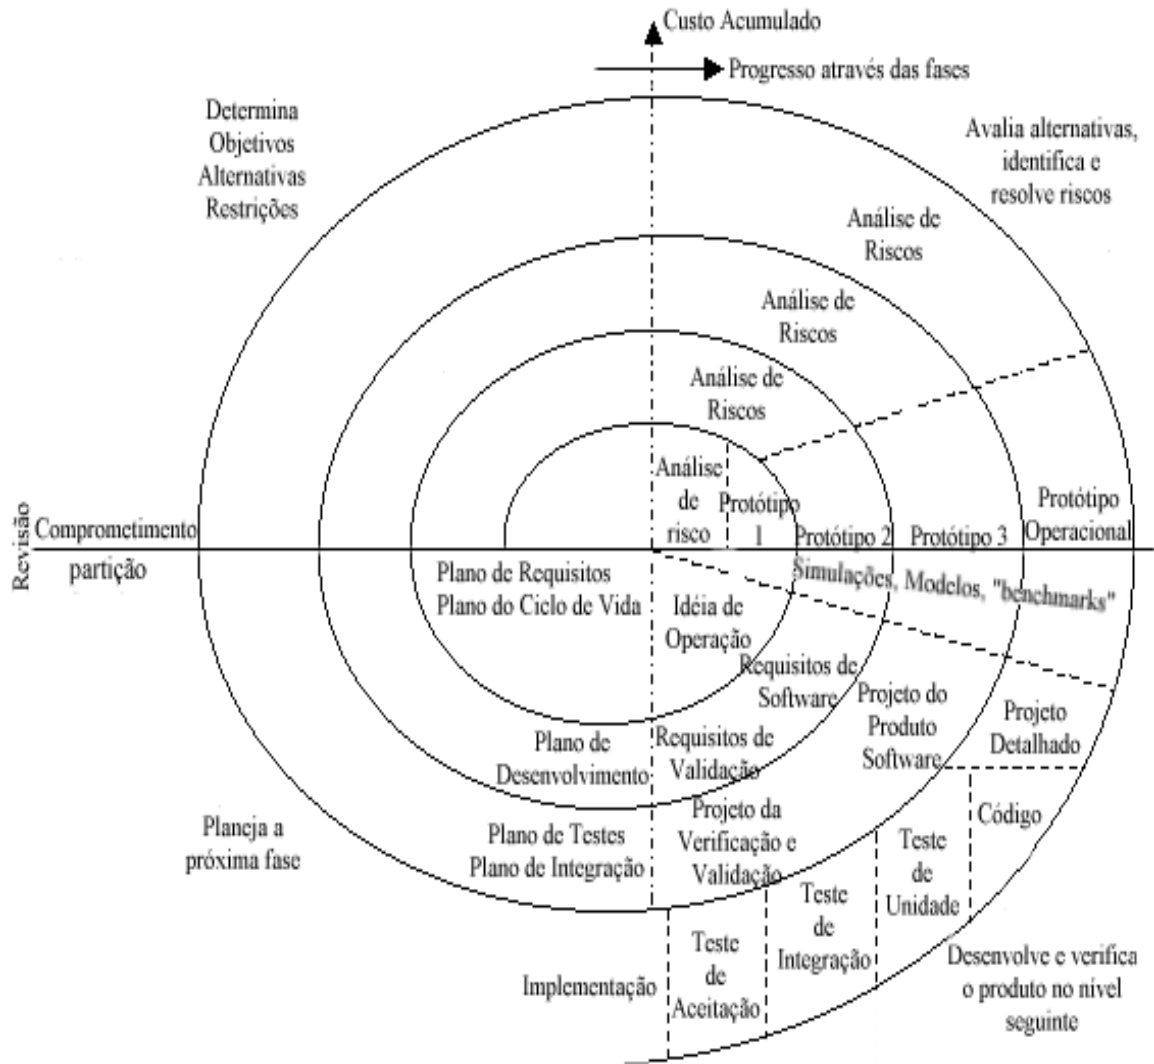 Custo Acumulado
Progresso através das fases
Determina
Objetivos
Alternativas
Restrições
Avalia alternativas,
identifica e
resolve riscos
Análise de
Riscos
Análise de
Riscos
Análise de
Riscos
Análise
de
risco
Protótipo
1
Protótipo 2
Protótipo 3
Protótipo
Operacional
Revisão
Comprometimento
partição
Simulações, Modelos, "benchmarks"
Plano de Requisitos
Plano do Ciclo de Vida
Idéia de
Operação
Requisitos de
Software
Projeto do
Produto
Software
Projeto
Detalhado
Plano de
Desenvolvimento
Requisitos de
Validação
Código
Planeja a
próxima fase
Plano de Testes
Plano de Integração
Projeto da
Verificação e
Validação
Teste
de
Unidade
Teste
de
Integração
Teste
de
Aceitação
Implementação
Desenvolve e verifica
o produto no nivel
seguinte